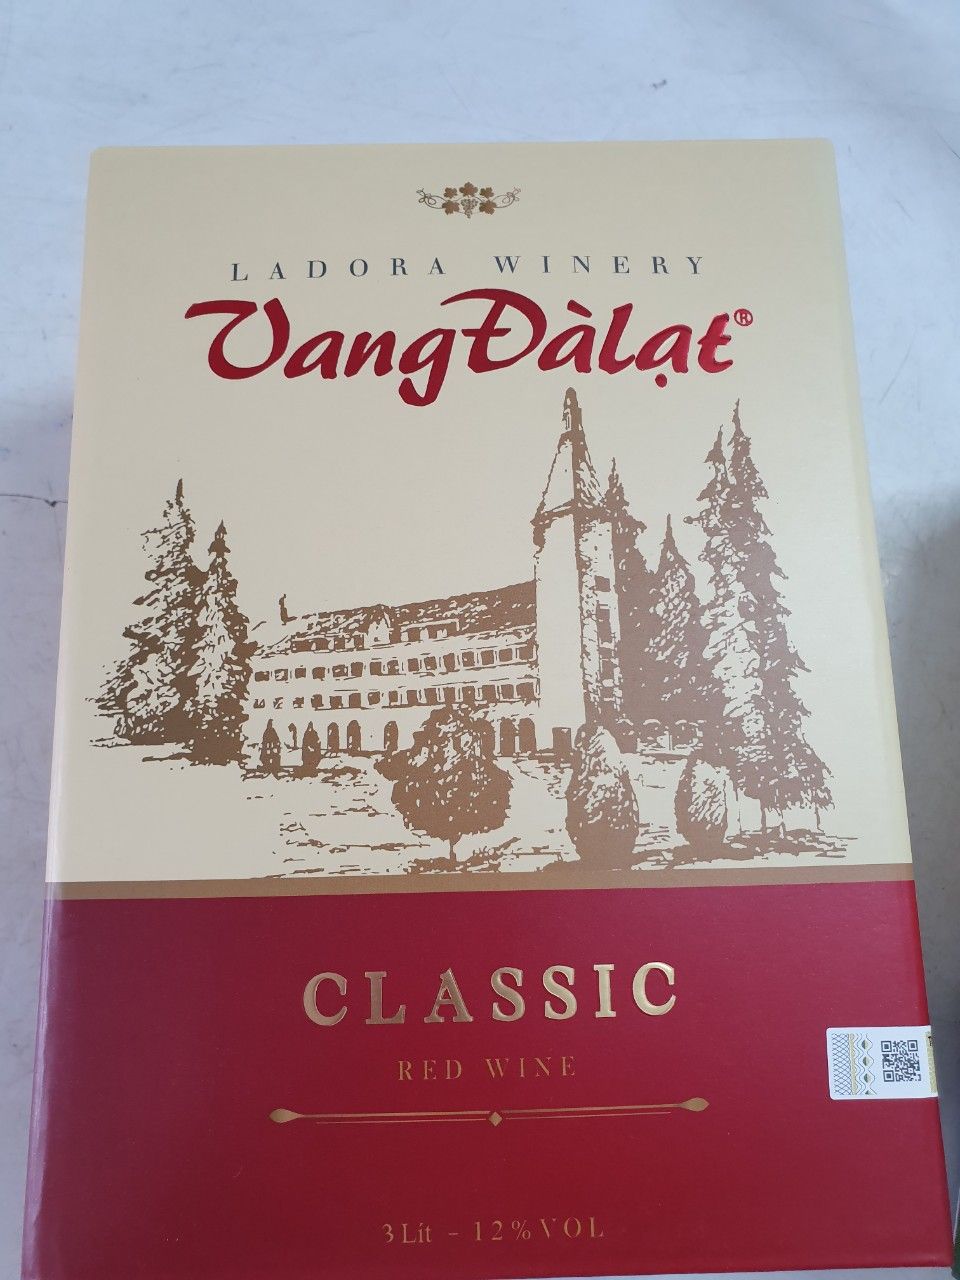 LADORA WINERY
VangĐàlạt®
CLASSIC
RED WINE
3 Lít - 12% VOL